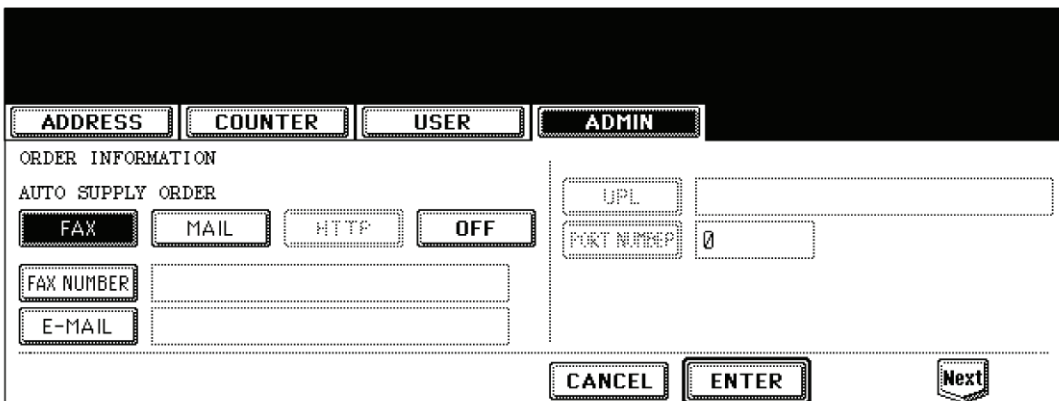 ADDRESS COUNTER USER ADMIN
ORDER INFORMATION
AUTO SUPPLY ORDER
FAX MAIL HTTP OFF
FAX NUMBER
E-MAIL
UPL
PORT NUMBER 0
CANCEL ENTER Next